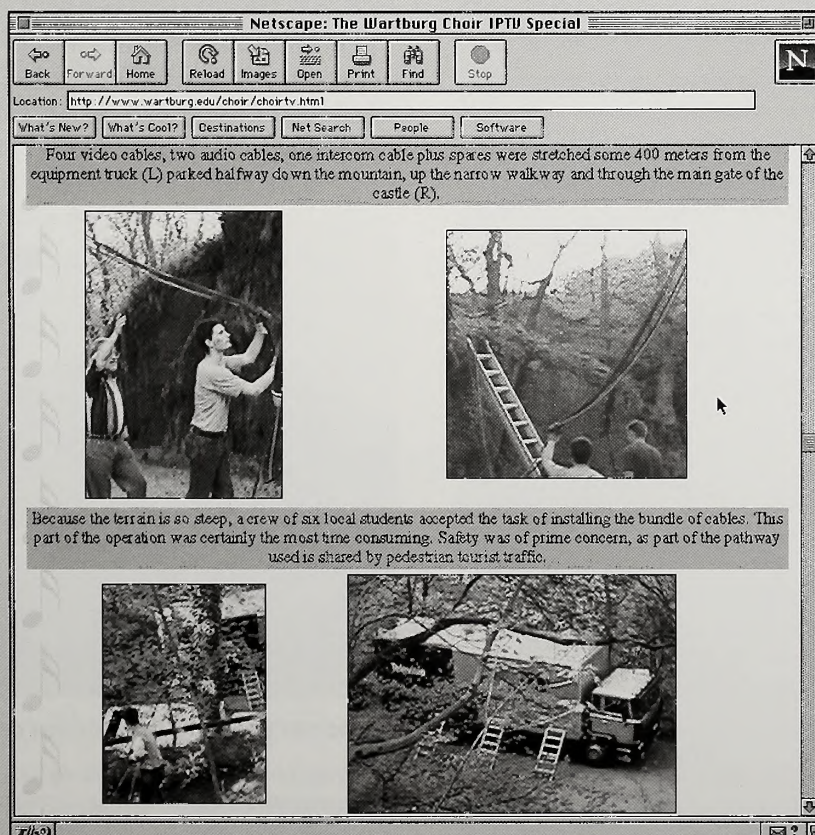 Netscape: The Wartburg Choir IPTV Special
Back Forward Home Reload Images Open Print Find Stop
N
Location: http://www.wartburg.edu/choir/choirtv.html
What's New? What's Cool? Destinations Net Search People Software
Four video cables, two audio cables, one intercom cable plus spares were stretched some 400 meters from the
equipment truck (L) parked halfway down the mountain, up the narrow walkway and through the main gate of the
castle (R).
Because the terrain is so steep, a crew of six local students accepted the task of installing the bundle of cables. This
part of the operation was certainly the most time consuming. Safety was of prime concern, as part of the pathway
used is shared by pedestrian tourist traffic.
?